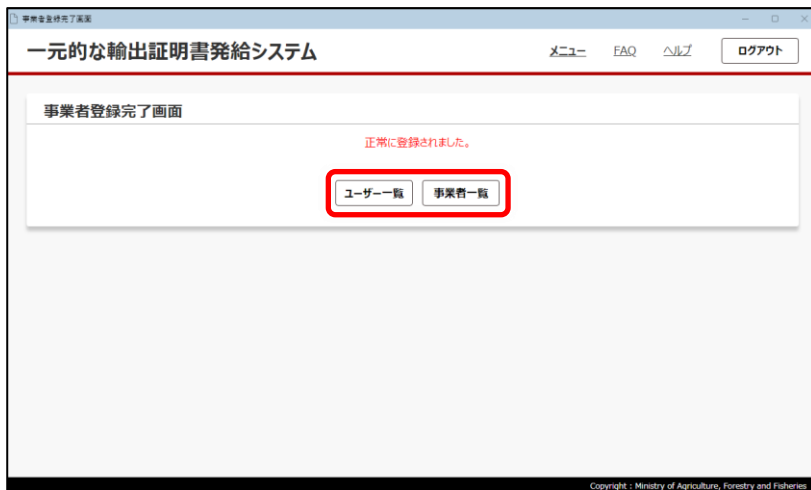 事業者登録完了画面
一元的な輸出証明書発給システム
メニュー FAQ ヘルプ ログアウト
事業者登録完了画面
正常に登録されました。
ユーザー一覧 事業者一覧
Copyright : Ministry of Agriculture, Forestry and Fisheries